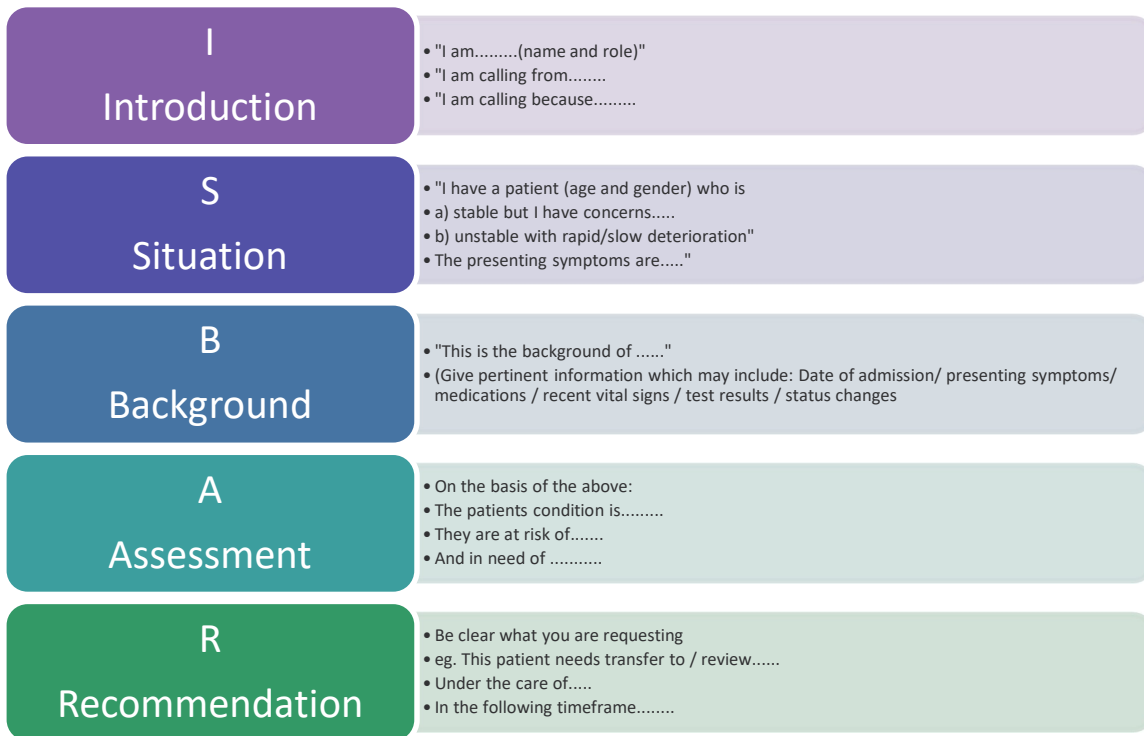 I
Introduction
• "I am.........(name and role)"
• "I am calling from........
• "I am calling because.........
S
Situation
• "I have a patient (age and gender) who is
• a) stable but I have concerns.....
• b) unstable with rapid/slow deterioration"
• The presenting symptoms are....."
B
Background
• "This is the background of ......"
• (Give pertinent information which may include: Date of admission/ presenting symptoms/
medications / recent vital signs / test results / status changes
A
Assessment
• On the basis of the above:
• The patients condition is.........
• They are at risk of.......
• And in need of ...........
R
Recommendation
• Be clear what you are requesting
• eg. This patient needs transfer to / review......
• Under the care of.....
• In the following timeframe........